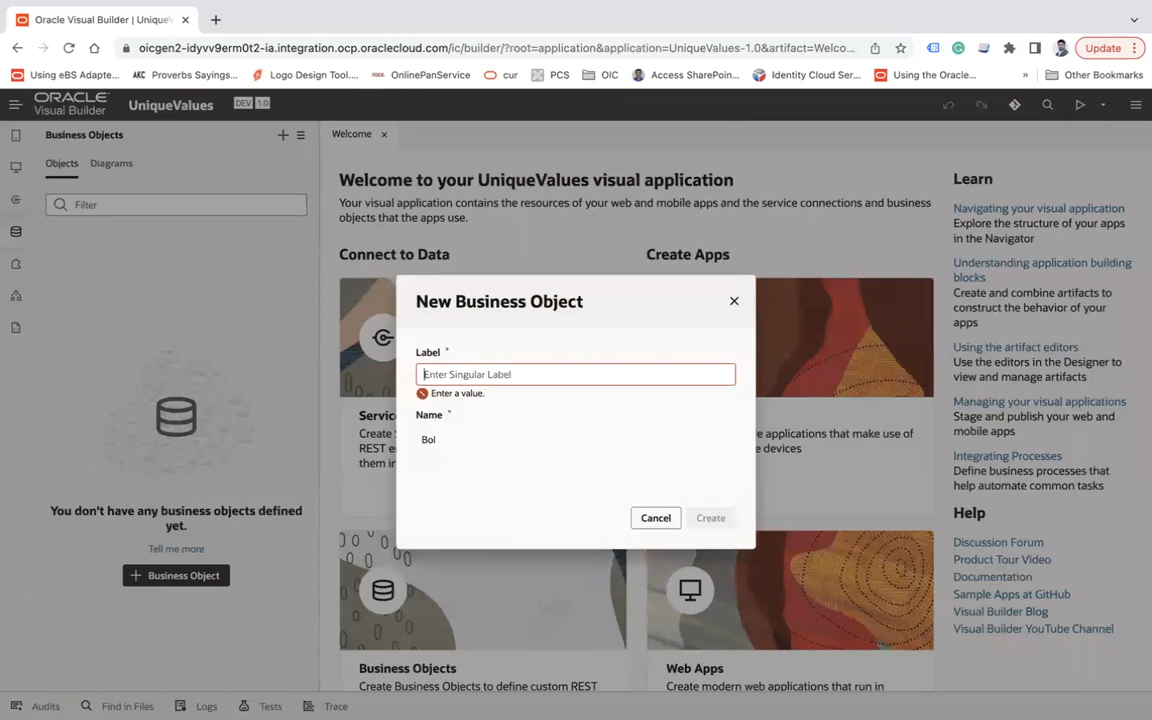 Oracle Visual Builder | Unique
oicgen2-idyvv9erm0t2-ia.integration.ocp.oraclecloud.com/ic/builder/?root=application&application=UniqueValues-1.0&artifact=Welco...
Update
Using eBS Adapte...
AKC Proverbs Sayings...
Logo Design Tool....
OnlinePanService
cur
PCS
OIC
Access SharePoin...
Identity Cloud Ser...
Using the Oracle...
»
Other Bookmarks
ORACLE
Visual Builder
UniqueValues
DEV 1.0
Business Objects
Objects
Diagrams
Filter
You don't have any business objects defined
yet.
Tell me more
+ Business Object
Welcome
Welcome to your UniqueValues visual application
Your visual application contains the resources of your web and mobile apps and the service connections and business
objects that the apps use.
Connect to Data
Create Apps
New Business Object
Label *
Enter Singular Label
Enter a value.
Name *
Bol
Cancel
Create
Servic
Create S
REST e
them in
e applications that make use of
e devices
Business Objects
Create Business Objects to define custom REST
Web Apps
Create modern web applications that run in
Learn
Navigating your visual application
Explore the structure of your apps
in the Navigator
Understanding application building
blocks
Create and combine artifacts to
construct the behavior of your
apps
Using the artifact editors
Use the editors in the Designer to
view and manage artifacts
Managing your visual applications
Stage and publish your web and
mobile apps
Integrating Processes
Define business processes that
help automate common tasks
Help
Discussion Forum
Product Tour Video
Documentation
Sample Apps at GitHub
Visual Builder Blog
Visual Builder YouTube Channel
Audits
Find in Files
Logs
Tests
Trace